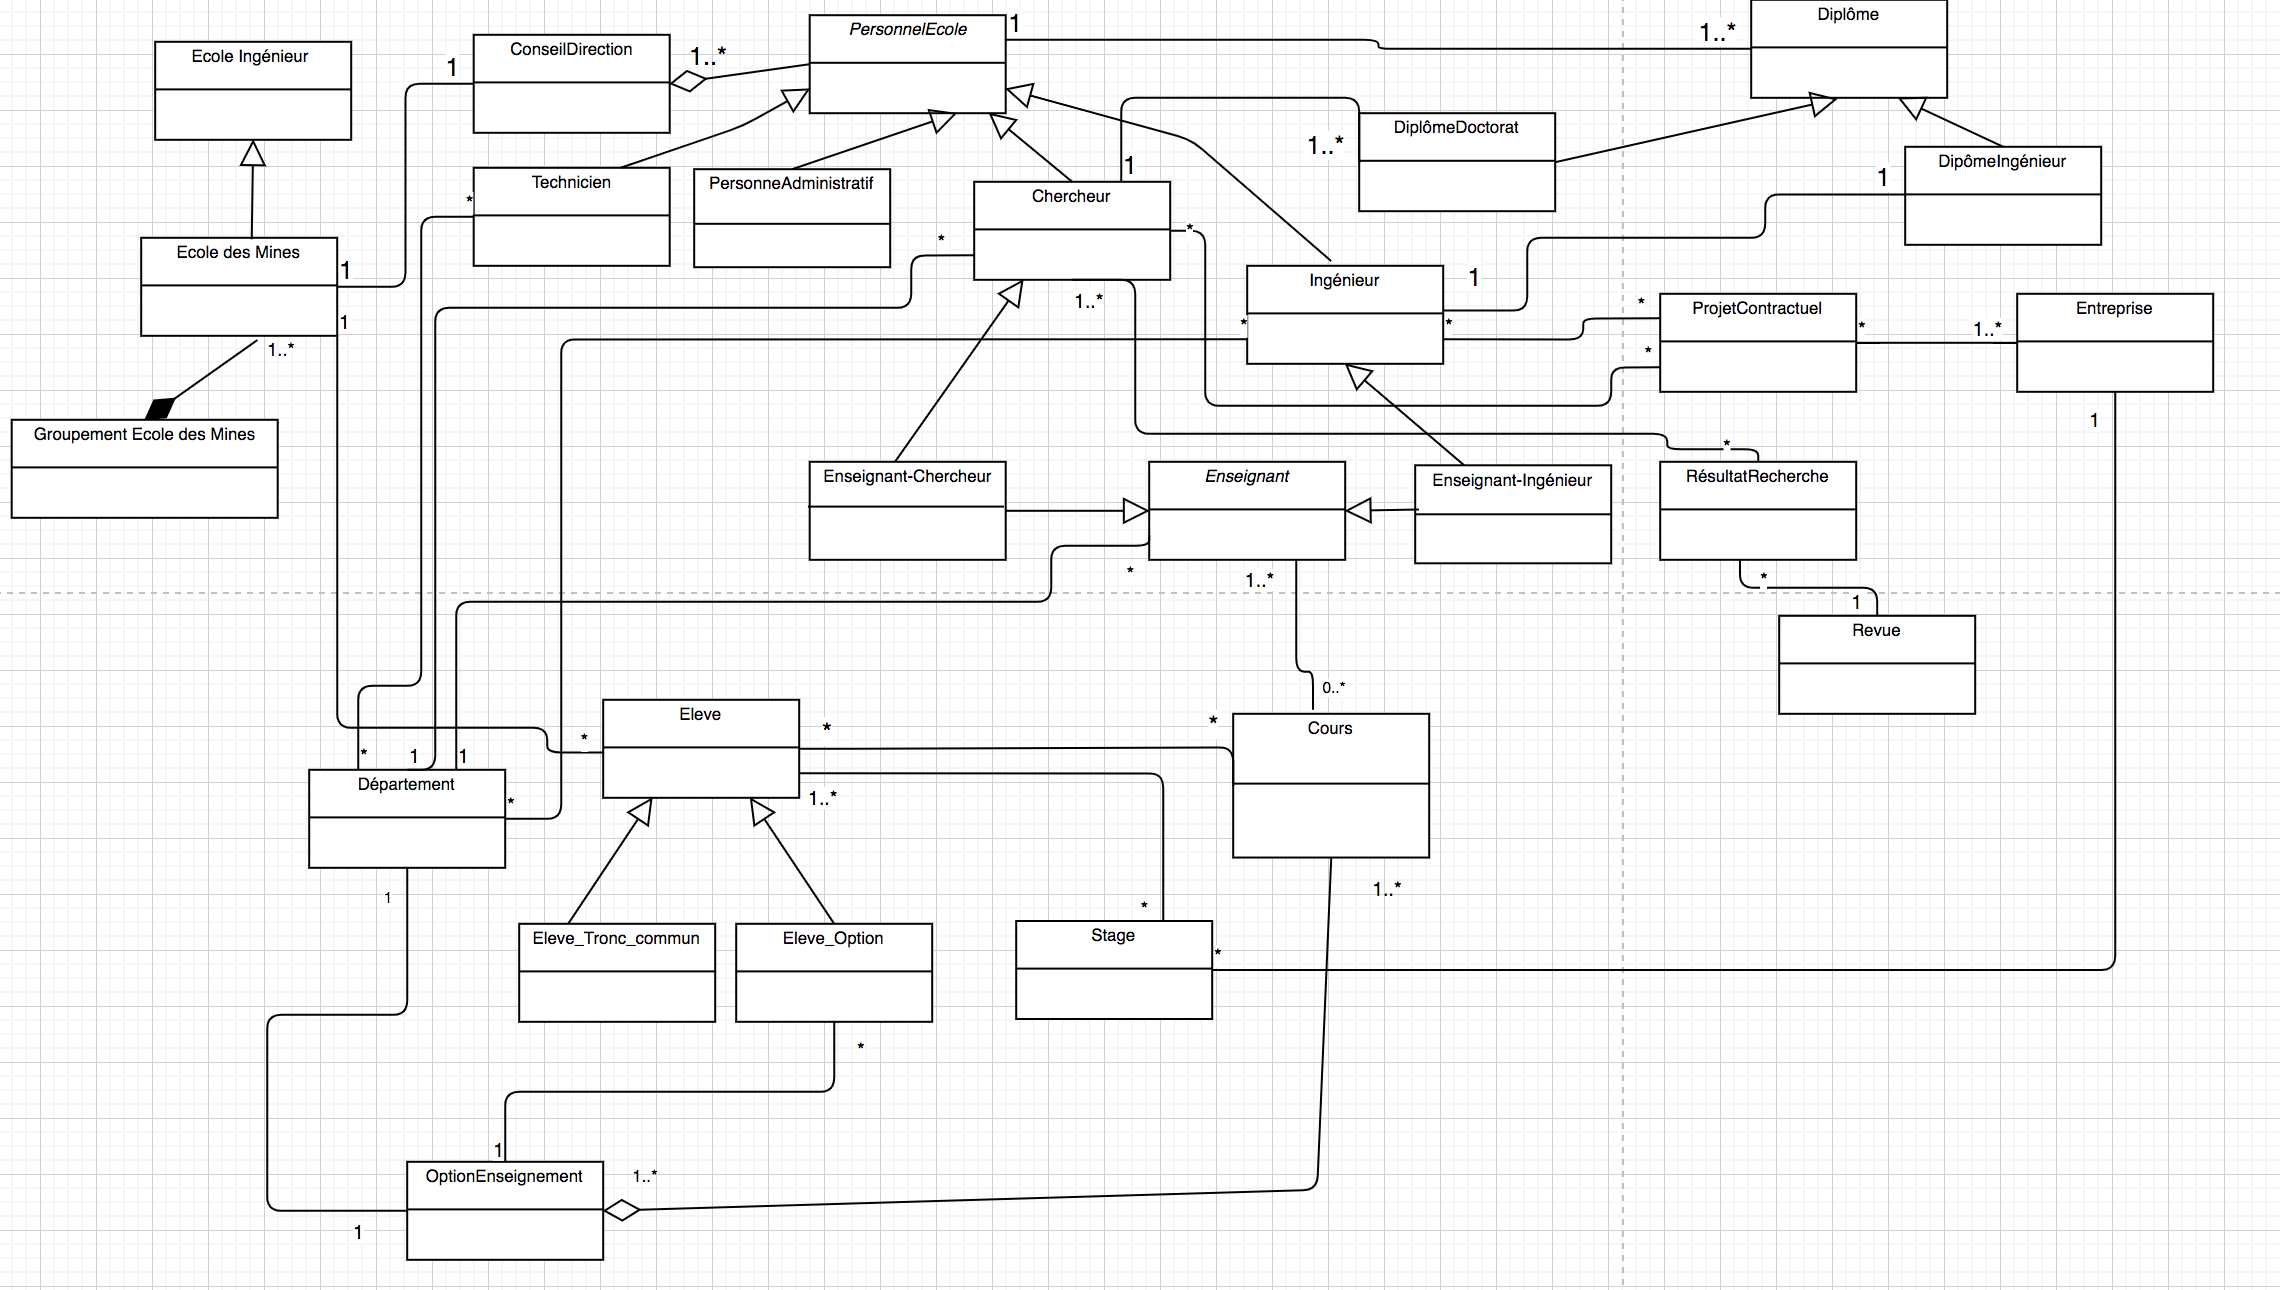 PersonnelEcole
1
1..*
Diplôme
Ecole Ingénieur
ConseilDirection
1
1..*
DiplômeDoctorat
1..*
1
DipômeIngénieur
1
Technicien
*
PersonneAdministratif
Chercheur
*
*
Ecole des Mines
1
1
1..*
Ingénieur
1
*
*
1..*
ProjetContractuel
*
*
*
1..*
Entreprise
1
Groupement Ecole des Mines
Enseignant-Chercheur
Enseignant
Enseignant-Ingénieur
*
RésultatRecherche
*
1..*
*
1
Revue
0..*
Eleve
*
*
*
Cours
*
1
1
Département
*
1..*
1
1..*
Eleve_Tronc_commun
Eleve_Option
*
Stage
*
*
1
OptionEnseignement
1..*
1